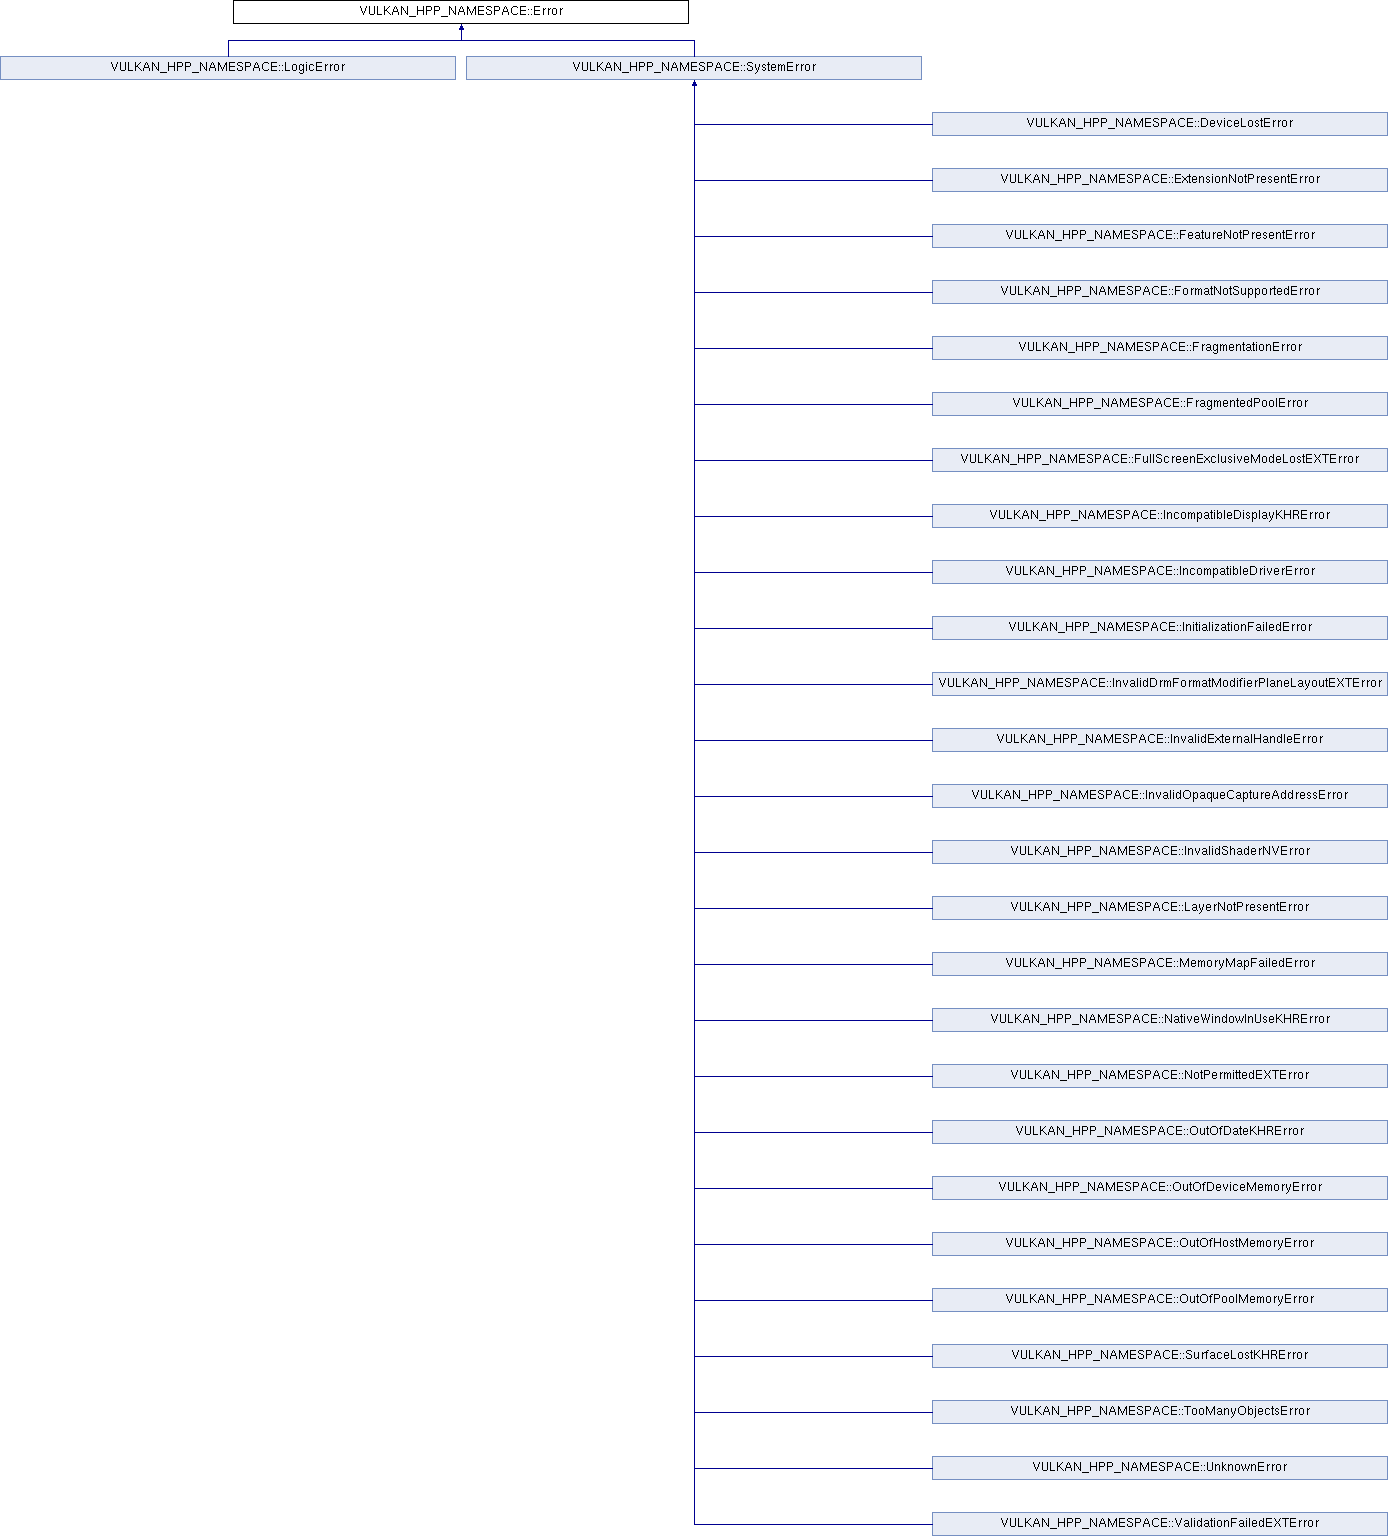 VULKAN_HPP_NAMESPACE::Error
VULKAN_HPP_NAMESPACE::LogicError
VULKAN_HPP_NAMESPACE::SystemError
VULKAN_HPP_NAMESPACE::DeviceLostError
VULKAN_HPP_NAMESPACE::ExtensionNotPresentError
VULKAN_HPP_NAMESPACE::FeatureNotPresentError
VULKAN_HPP_NAMESPACE::FormatNotSupportedError
VULKAN_HPP_NAMESPACE::FragmentationError
VULKAN_HPP_NAMESPACE::FragmentedPoolError
VULKAN_HPP_NAMESPACE::FullScreenExclusiveModeLostEXTError
VULKAN_HPP_NAMESPACE::IncompatibleDisplayKHRError
VULKAN_HPP_NAMESPACE::IncompatibleDriverError
VULKAN_HPP_NAMESPACE::InitializationFailedError
VULKAN_HPP_NAMESPACE::InvalidDrmFormatModifierPlaneLayoutEXTError
VULKAN_HPP_NAMESPACE::InvalidExternalHandleError
VULKAN_HPP_NAMESPACE::InvalidOpaqueCaptureAddressError
VULKAN_HPP_NAMESPACE::InvalidShaderNVError
VULKAN_HPP_NAMESPACE::LayerNotPresentError
VULKAN_HPP_NAMESPACE::MemoryMapFailedError
VULKAN_HPP_NAMESPACE::NativeWindowInUseKHRError
VULKAN_HPP_NAMESPACE::NotPermittedEXTError
VULKAN_HPP_NAMESPACE::OutOfDateKHRError
VULKAN_HPP_NAMESPACE::OutOfDeviceMemoryError
VULKAN_HPP_NAMESPACE::OutOfHostMemoryError
VULKAN_HPP_NAMESPACE::OutOfPoolMemoryError
VULKAN_HPP_NAMESPACE::SurfaceLostKHRError
VULKAN_HPP_NAMESPACE::TooManyObjectsError
VULKAN_HPP_NAMESPACE::UnknownError
VULKAN_HPP_NAMESPACE::ValidationFailedEXTError